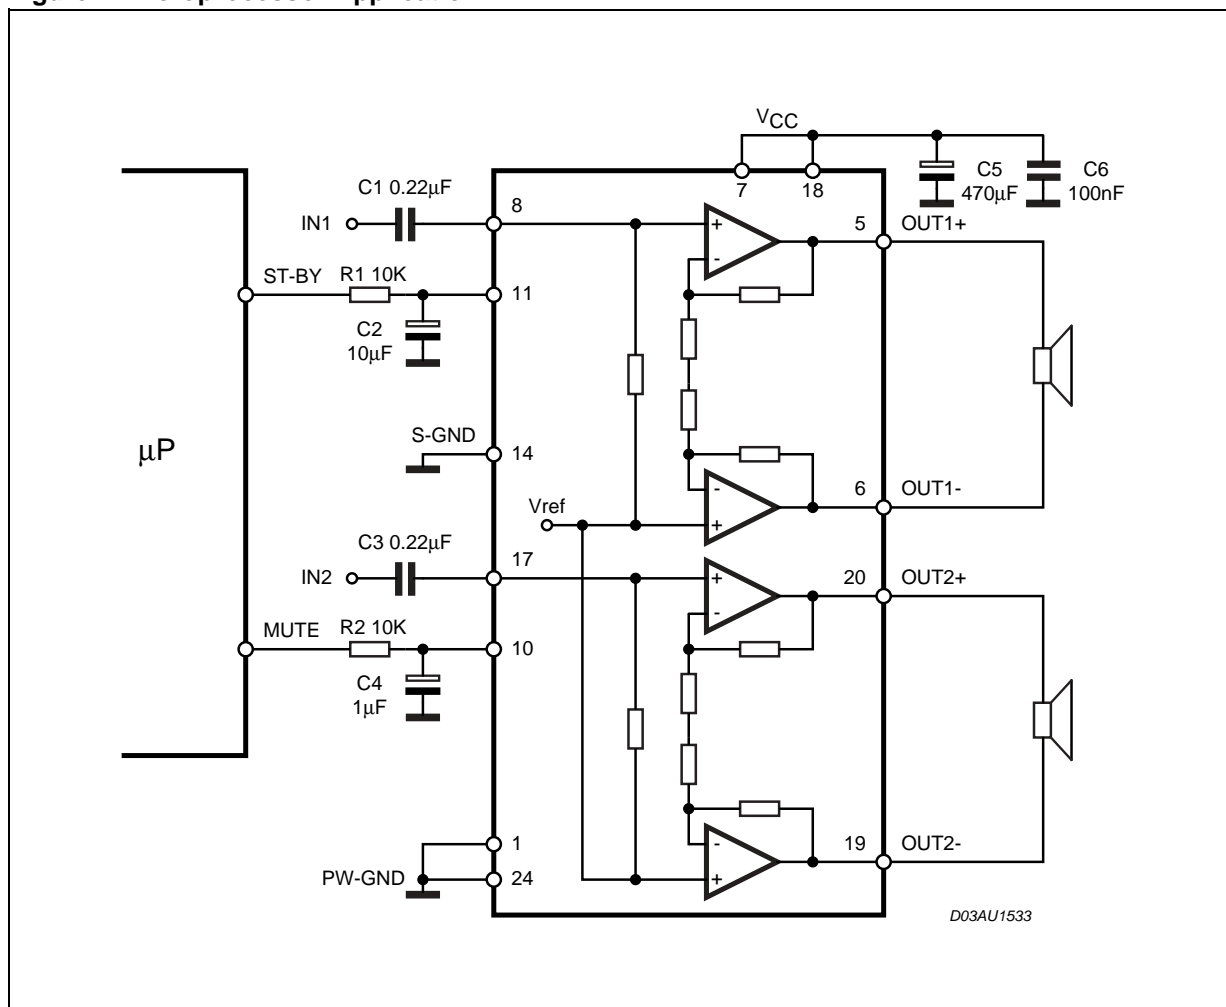 VCC
C1 0.22μF
7
18
C5
470μF
C6
100nF
IN1
8
5
OUT1+
+
-
ST-BY
R1 10K
11
C2
10μF
S-GND
14
μP
-
+
6
OUT1-
Vref
C3 0.22μF
IN2
17
+
-
20
OUT2+
MUTE
R2 10K
10
C4
1μF
1
PW-GND
24
-
+
19
OUT2-
D03AU1533